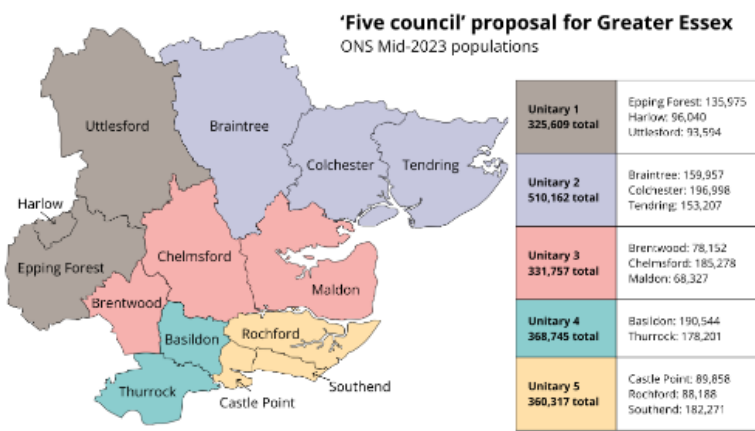 'Five council' proposal for Greater Essex
ONS Mid-2023 populations
Uttlesford
Braintree
Colchester
Tendring
Harlow
Epping Forest
Chelmsford
Brentwood
Maldon
Basildon
Rochford
Thurrock
Castle Point
Southend
Unitary 1
325,609 total
Epping Forest: 135,975
Harlow: 96,040
Uttlesford: 93,594
Unitary 2
510,162 total
Braintree: 159,957
Colchester: 196,998
Tendring: 153,207
Unitary 3
331,757 total
Brentwood: 78,152
Chelmsford: 185,278
Maldon: 68,327
Unitary 4
368,745 total
Basildon: 190,544
Thurrock: 178,201
Unitary 5
360,317 total
Castle Point: 89,858
Rochford: 88,188
Southend: 182,271